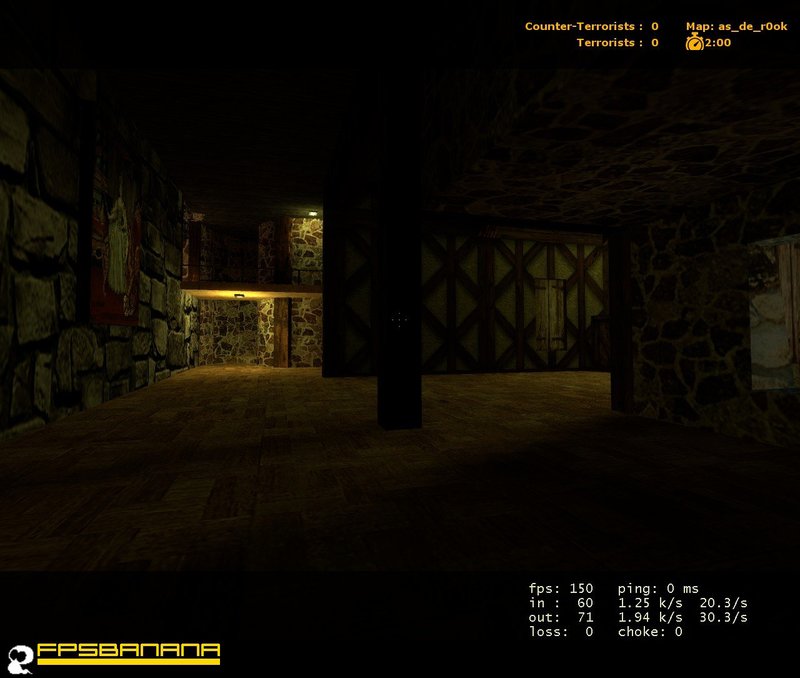 Counter-Terrorists : 0 Map: as_de_r0ok
Terrorists : 0 2:00
fps: 150 ping: 0 ms
in : 60 1.25 k/s 20.3/s
out: 71 1.94 k/s 30.3/s
loss: 0 choke: 0
FPSBANANA